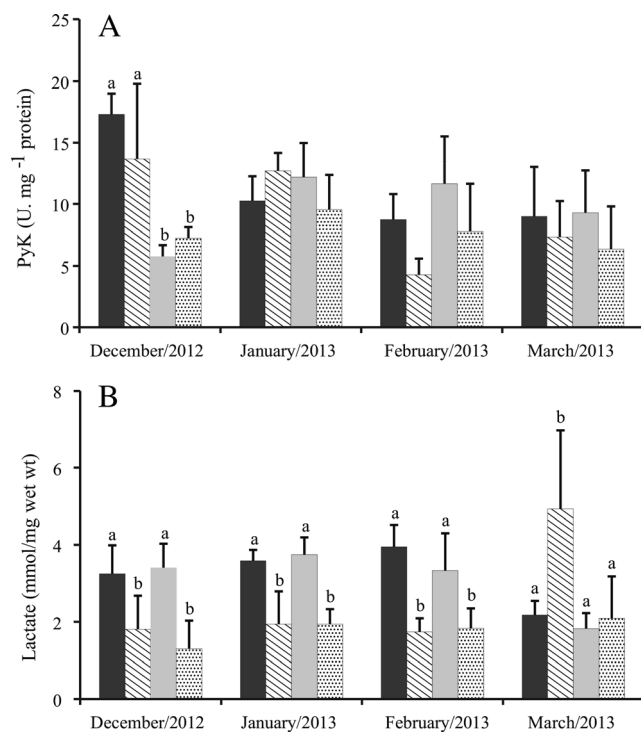 A
25
20
15
10
5
0
PyK (U. mg -1 protein)
a a b b
December/2012 January/2013 February/2013 March/2013
B
8
6
4
2
0
Lactate (mmol/mg wet wt)
a b a b a b a b a b a b a b a a
December/2012 January/2013 February/2013 March/2013